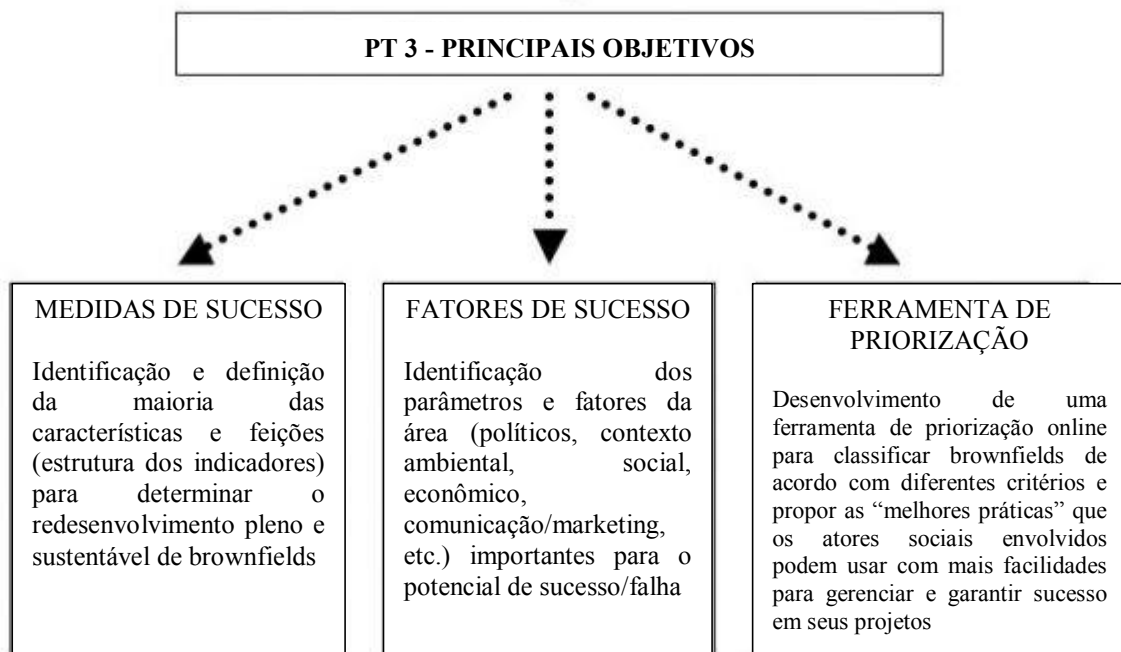 PT 3 - PRINCIPAIS OBJETIVOS
MEDIDAS DE SUCESSO
Identificação e definição
da maioria das
características e feições
(estrutura dos indicadores)
para determinar o
redesenvolvimento pleno e
sustentável de brownfields
FATORES DE SUCESSO
Identificação dos
parâmetros e fatores da
área (políticos, contexto
ambiental, social,
econômico,
comunicação/marketing,
etc.) importantes para o
potencial de sucesso/falha
FERRAMENTA DE
PRIORIZAÇÃO
Desenvolvimento de uma
ferramenta de priorização online
para classificar brownfields de
acordo com diferentes critérios e
propor as “melhores práticas” que
os atores sociais envolvidos
podem usar com mais facilidades
para gerenciar e garantir sucesso
em seus projetos